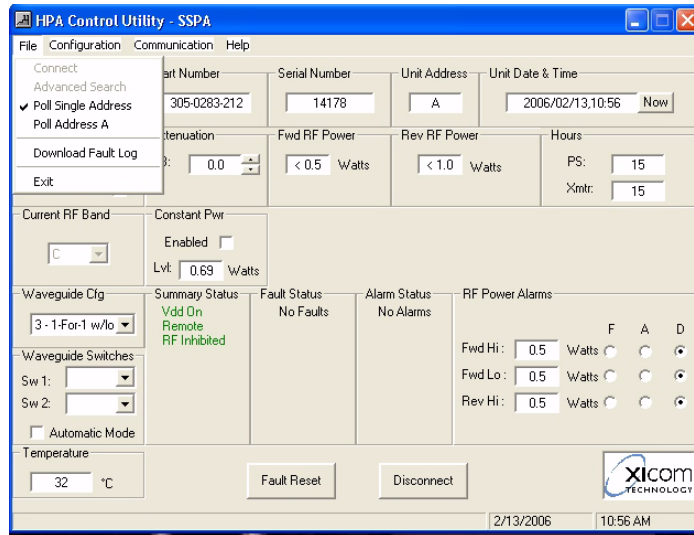 HPA Control Utility - SSPA
File Configuration Communication Help
Connect
Advanced Search
Poll Single Address
Poll Address A
Download Fault Log
Exit
art Number Serial Number Unit Address Unit Date & Time
305-0283-212 14178 A 2006/02/13,10:56 Now
ttenuation Fwd RF Power Rev RF Power Hours
0.0 < 0.5 Watts < 1.0 Watts PS: 15
Xmtr: 15
Current RF Band Constant Pwr
C Enabled
Lvl: 0.69 Watts
Waveguide Cfg Summary Status Fault Status Alarm Status RF Power Alarms
3 - 1-For-1 w/lo Vdd On No Faults No Alarms
Remote
RF Inhibited
F A D
Fwd Hi : 0.5 Watts
Fwd Lo : 0.5 Watts
Rev Hi : 0.5 Watts
Waveguide Switches
Sw 1:
Sw 2:
Automatic Mode
Temperature
32 °C Fault Reset Disconnect
xicom
TECHNOLOGY
2/13/2006 10:56 AM